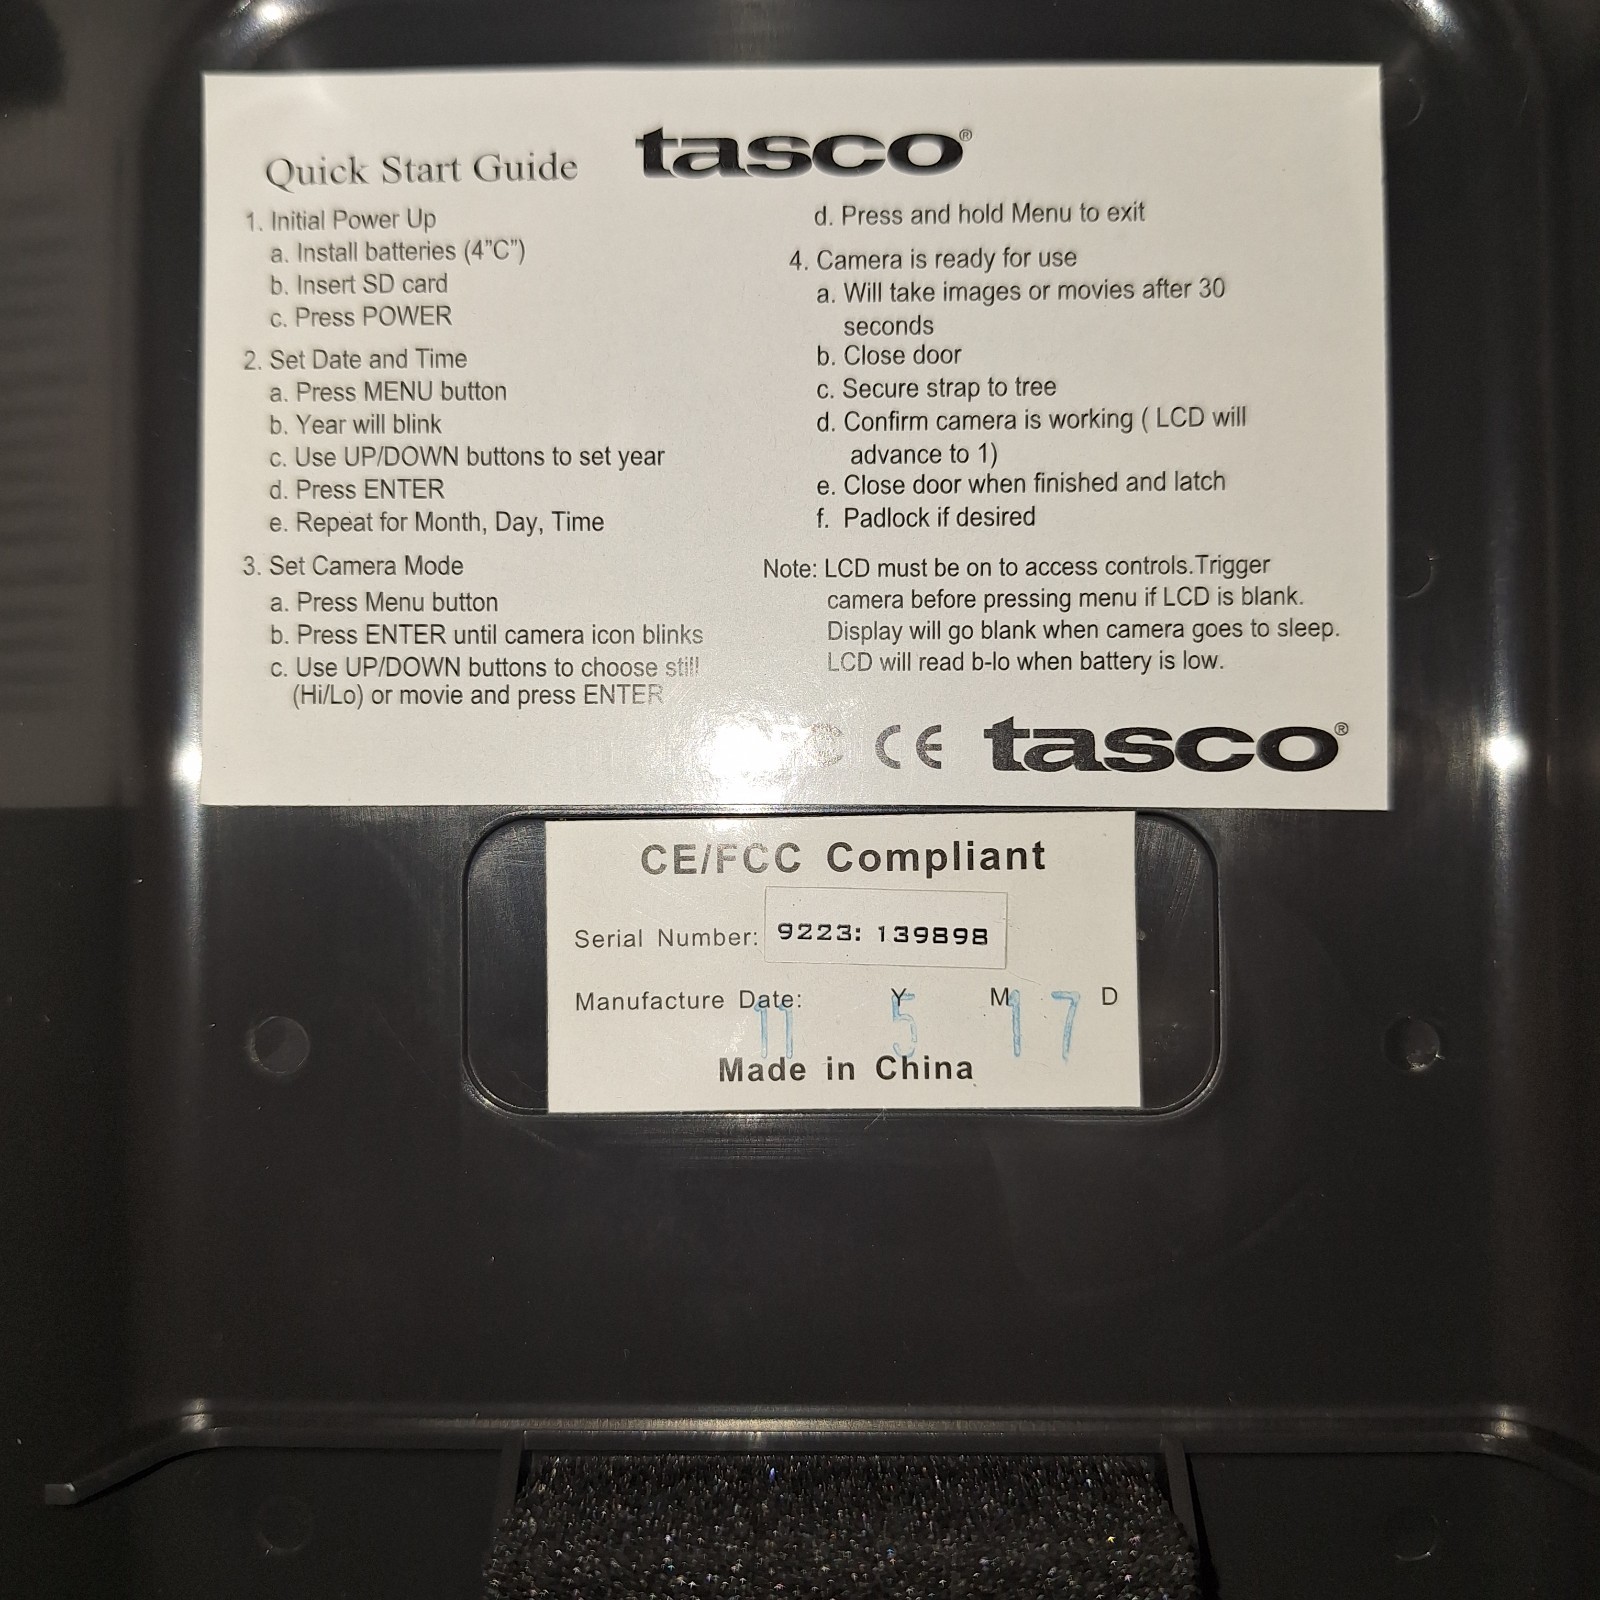 tasco®
Quick Start Guide
1. Initial Power Up
a. Install batteries (4"C")
b. Insert SD card
c. Press POWER
2. Set Date and Time
a. Press MENU button
b. Year will blink
c. Use UP/DOWN buttons to set year
d. Press ENTER
e. Repeat for Month, Day, Time
3. Set Camera Mode
a. Press Menu button
b. Press ENTER until camera icon blinks
c. Use UP/DOWN buttons to choose still
(Hi/Lo) or movie and press ENTER
d. Press and hold Menu to exit
4. Camera is ready for use
a. Will take images or movies after 30
seconds
b. Close door
c. Secure strap to tree
d. Confirm camera is working ( LCD will
advance to 1)
e. Close door when finished and latch
f. Padlock if desired
Note: LCD must be on to access controls.Trigger
camera before pressing menu if LCD is blank.
Display will go blank when camera goes to sleep.
LCD will read b-lo when battery is low.
CE tasco®
CE/FCC Compliant
Serial Number: 9223: 139898
Manufacture Date: Y M D
11 5 17
Made in China